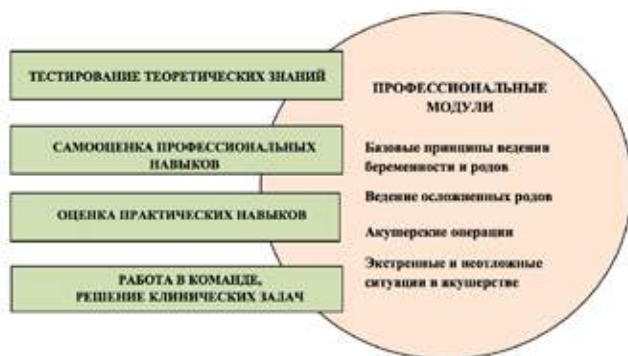 ТЕСТИРОВАНИЕ ТЕОРЕТИЧЕСКИХ ЗНАНИЙ
САМООЦЕНКА ПРОФЕССИОНАЛЬНЫХ
НАВЫКОВ
ОЦЕНКА ПРАКТИЧЕСКИХ НАВЫКОВ
РАБОТА В КОМАНДЕ,
РЕШЕНИЕ КЛИНИЧЕСКИХ ЗАДАЧ
ПРОФЕССИОНАЛЬНЫЕ
МОДУЛИ
Базовые принципы ведения
беременности и родов
Ведение осложненных родов
Акушерские операции
Экстренные и неотложные
ситуации в акушерстве